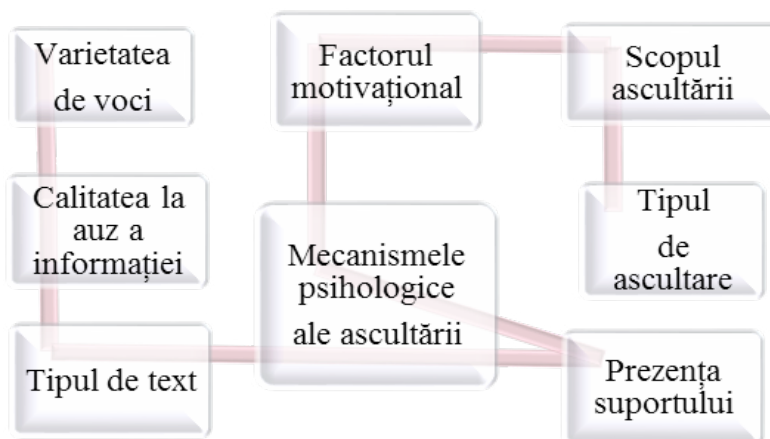 Varietatea
de voci
Factorul
motivațional
Scopul
ascultării
Calitatea la
auz a
informației
Mecanismele
psihologice
ale ascultării
Tipul
de
ascultare
Tipul de text
Prezența
suportului